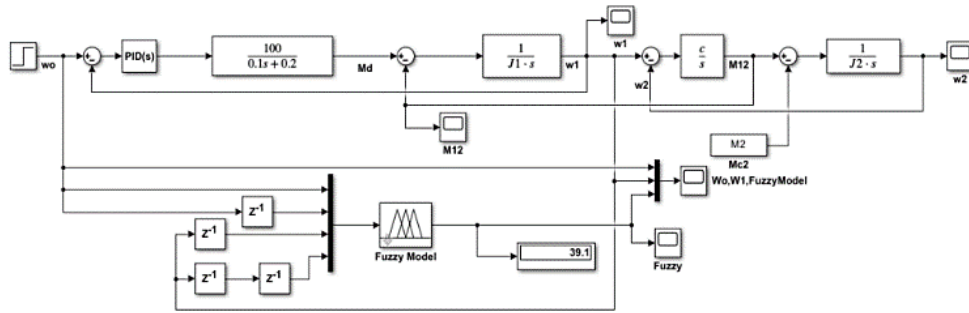 w1
wo
PID(s)
100
0.1s + 0.2
Md
1
J1 · s
w1
w2
c
s
M12
1
J2 · s
w2
M12
M2
Mc2
Wo,W1,FuzzyModel
Z-1
Z-1
Z-1
Z-1
Fuzzy Model
39.1
Fuzzy